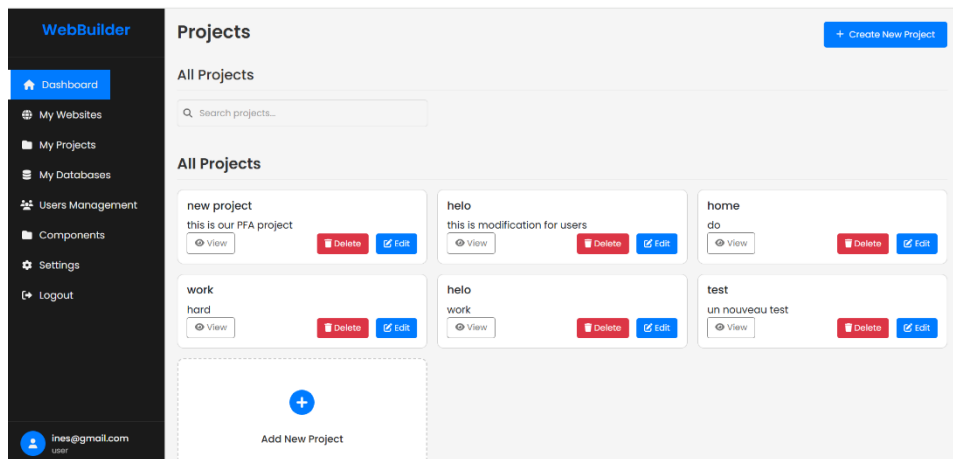 WebBuilder
Dashboard
My Websites
My Projects
My Databases
Users Management
Components
Settings
Logout
ines@gmail.com
user
Projects
+ Create New Project
All Projects
Search projects...
All Projects
new project
this is our PFA project
View Delete Edit
helo
this is modification for users
View Delete Edit
home
do
View Delete Edit
work
hard
View Delete Edit
helo
work
View Delete Edit
test
un nouveau test
View Delete Edit
Add New Project